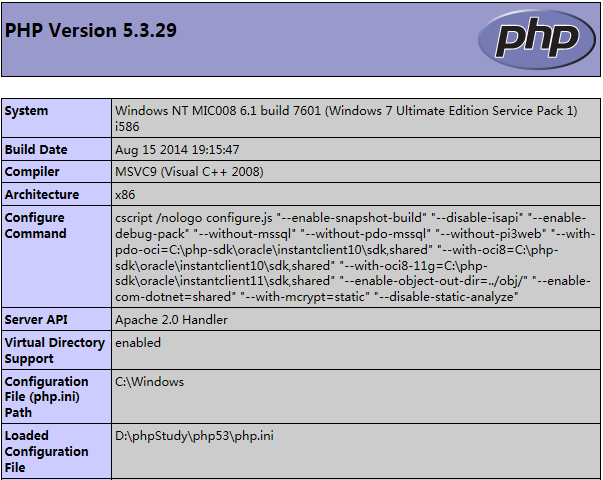 PHP Version 5.3.29
php
System
Windows NT MIC008 6.1 build 7601 (Windows 7 Ultimate Edition Service Pack 1)
i586
Build Date
Aug 15 2014 19:15:47
Compiler
MSVC9 (Visual C++ 2008)
Architecture
x86
Configure
Command
cscript /nologo configure.js "--enable-snapshot-build" "--disable-isapi" "--enable-
debug-pack" "--without-mssql" "--without-pdo-mssql" "--without-pi3web" "--with-
pdo-oci=C:\php-sdk\oracle\instantclient10\sdk,shared" "--with-oci8=C:\php-
sdk\oracle\instantclient10\sdk,shared" "--with-oci8-11g=C:\php-
sdk\oracle\instantclient11\sdk,shared" "--enable-object-out-dir=../obj/" "--enable-
com-dotnet=shared" "--with-mcrypt=static" "--disable-static-analyze"
Server API
Apache 2.0 Handler
Virtual Directory
Support
enabled
Configuration
File (php.ini)
Path
C:\Windows
Loaded
Configuration
File
D:\phpStudy\php53\php.ini